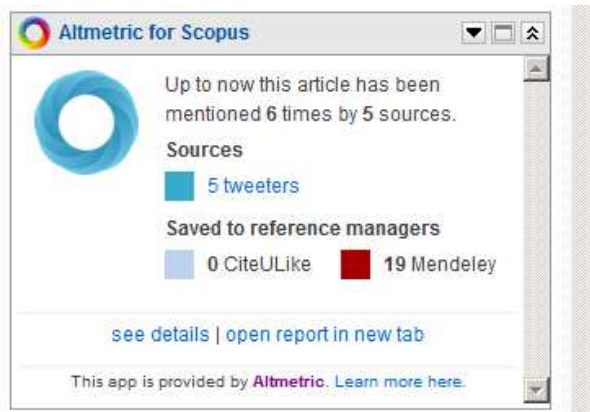 Altmetric for Scopus
Up to now this article has been
mentioned 6 times by 5 sources.
Sources
5 tweeters
Saved to reference managers
0 CiteULike 19 Mendeley
see details | open report in new tab
This app is provided by Altmetric. Learn more here.